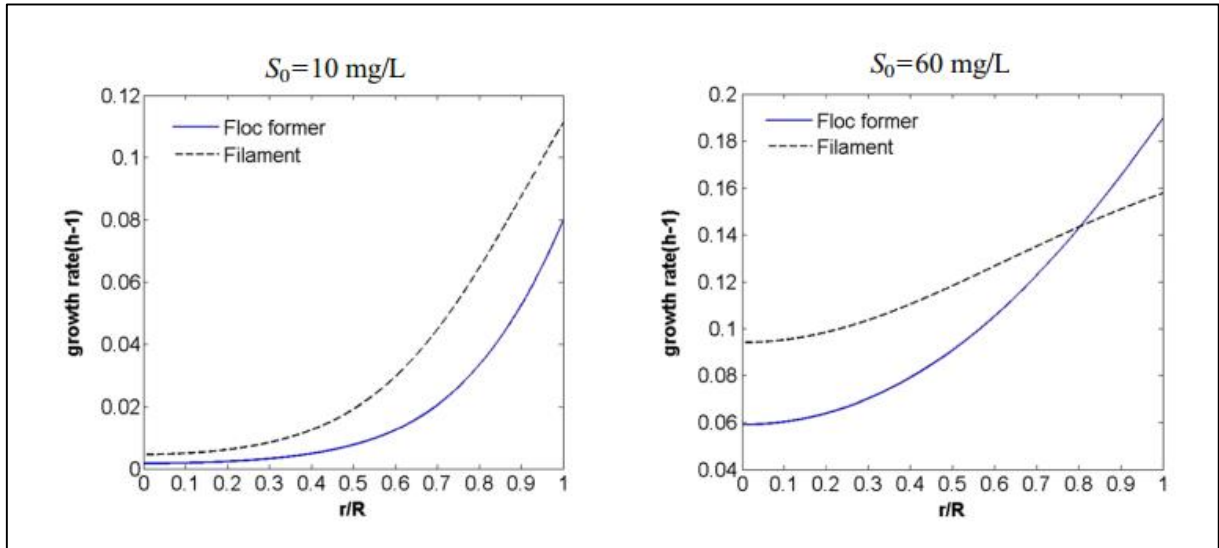 S₀=10 mg/L
0.12
0.1
0.08
0.06
0.04
0.02
0
growth rate(h-1)
Floc former
Filament
0 0.1 0.2 0.3 0.4 0.5 0.6 0.7 0.8 0.9 1
r/R
S₀=60 mg/L
0.2
0.18
0.16
0.14
0.12
0.1
0.08
0.06
0.04
growth rate(h-1)
Floc former
Filament
0 0.1 0.2 0.3 0.4 0.5 0.6 0.7 0.8 0.9 1
r/R